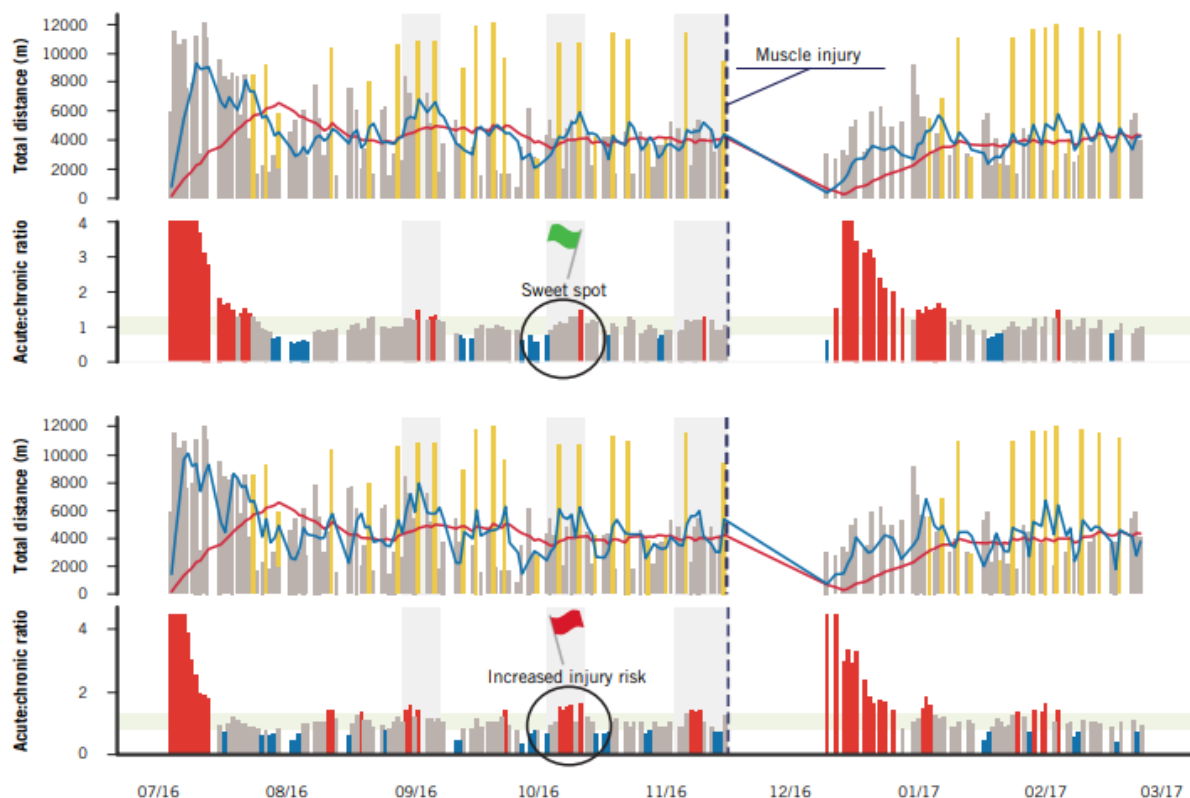 Total distance (m)
12000
10000
8000
6000
4000
2000
0
Muscle injury
Acute:chronic ratio
4
3
2
1
0
Sweet spot
Total distance (m)
12000
10000
8000
6000
4000
2000
0
Acute:chronic ratio
4
2
0
Increased injury risk
07/16 08/16 09/16 10/16 11/16 12/16 01/17 02/17 03/17